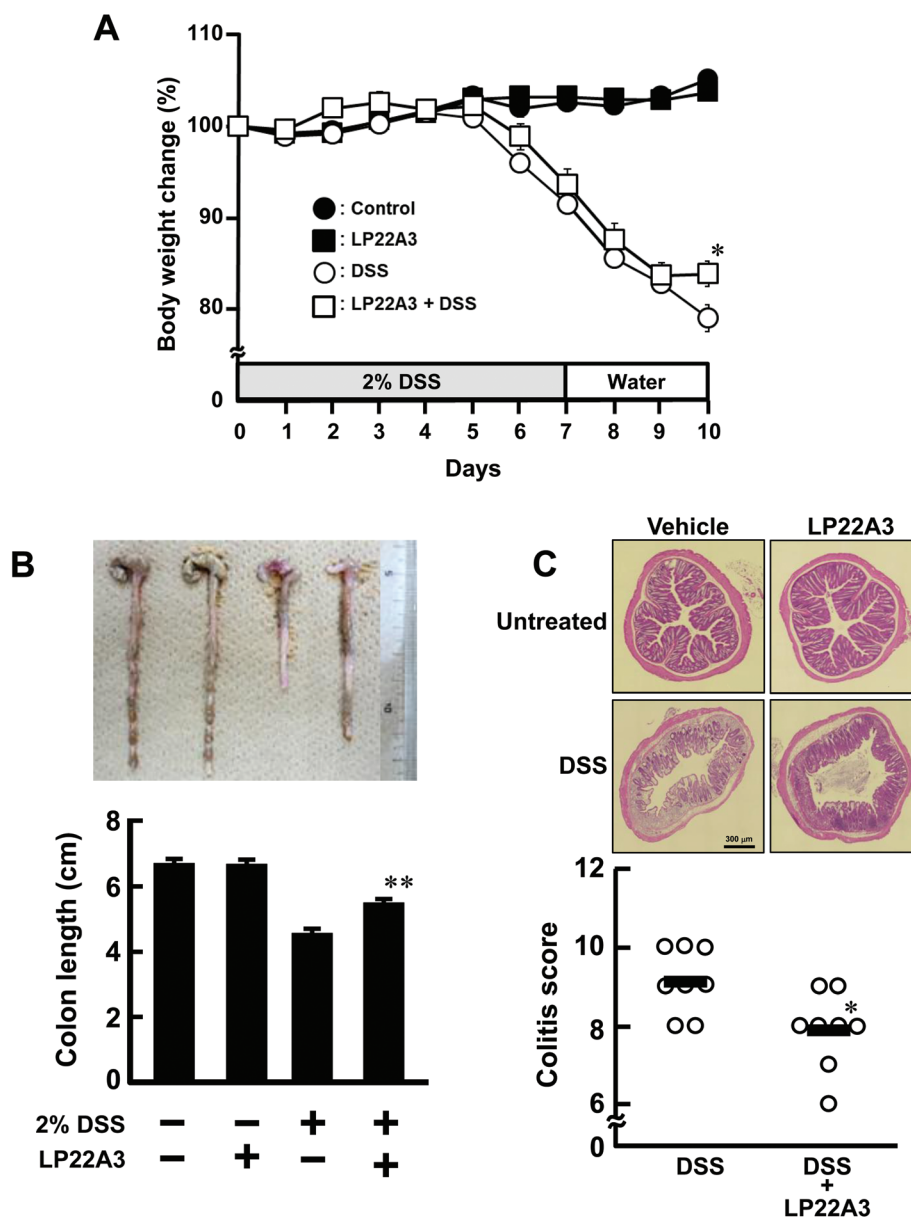 A
Body weight change (%)
110
100
90
80
0
: Control
: LP22A3
: DSS
: LP22A3 + DSS
*
2% DSS Water
0 1 2 3 4 5 6 7 8 9 10
Days
B
5
10
Colon length (cm)
8
6
4
2
0
**
2% DSS − − + +
LP22A3 − + − +
C
Vehicle LP22A3
Untreated
DSS
300 μm
Colitis score
12
10
8
6
0
*
DSS DSS
+
LP22A3